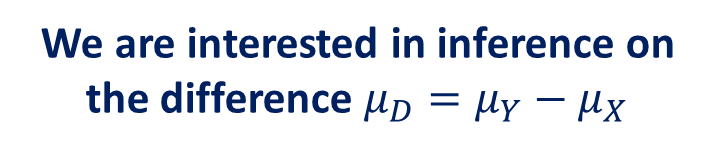 We are interested in inference on
the difference μ_D = μ_Y − μ_X